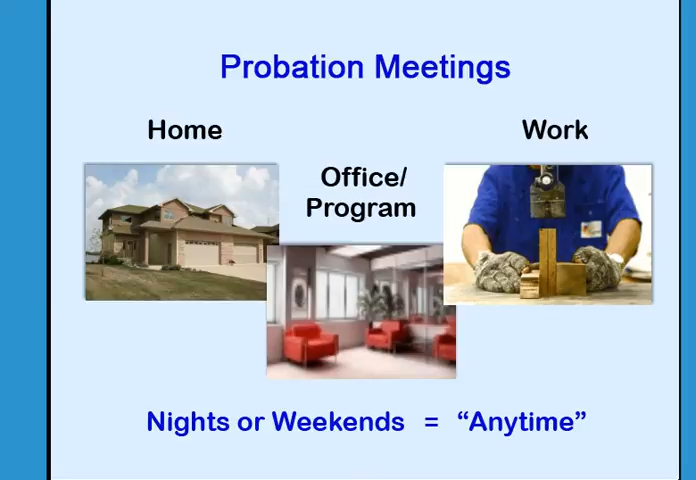 Probation Meetings
Home
Work
Office/
Program
Nights or Weekends = “Anytime”